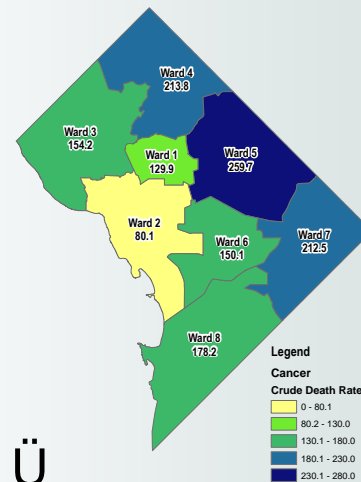 Ward 4
213.8
Ward 3
154.2
Ward 1
129.9
Ward 5
259.7
Ward 2
80.1
Ward 6
150.1
Ward 7
212.5
Ward 8
178.2
Legend
Cancer
Crude Death Rate
0 - 80.1
80.2 - 130.0
130.1 - 180.0
180.1 - 230.0
230.1 - 280.0
Ü